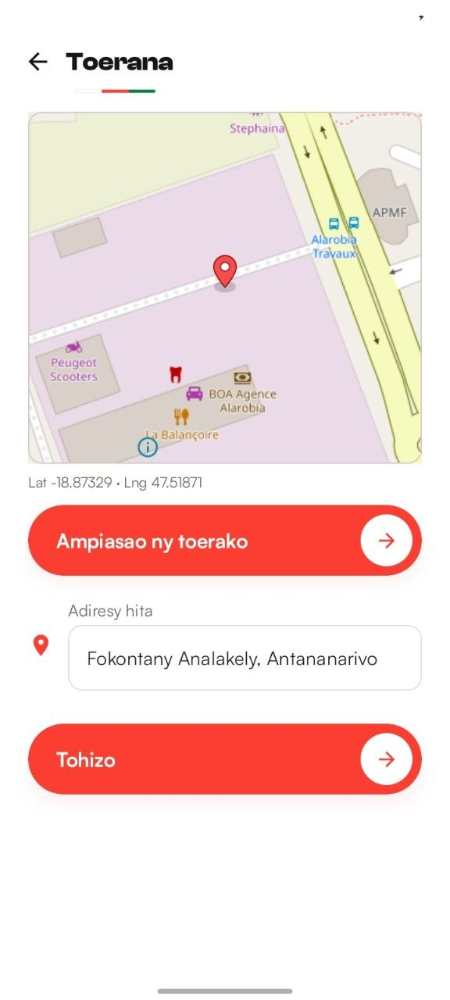 Toerana
Stephaina
APMF
Alarobia
Travaux
Peugeot
Scooters
BOA Agence
Alarobia
La Balançoire
Lat -18.87329 · Lng 47.51871
Ampiasao ny toerako
Adiresy hita
Fokontany Analakely, Antananarivo
Tohizo